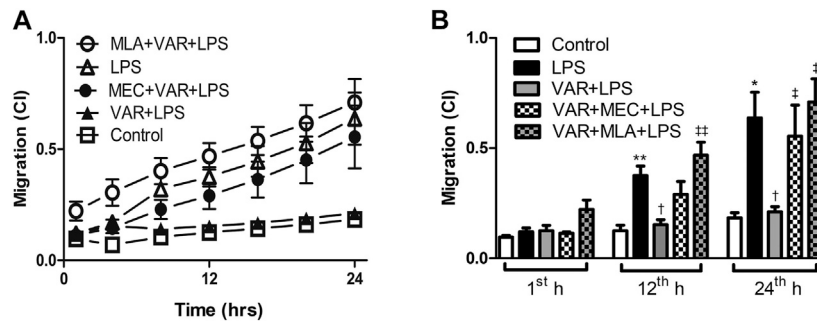 A
1.0
0.5
0.0
Migration (CI)
MLA+VAR+LPS
LPS
MEC+VAR+LPS
VAR+LPS
Control
0 12 24
Time (hrs)
B
1.0
0.5
0.0
Migration (CI)
Control
LPS
VAR+LPS
VAR+MEC+LPS
VAR+MLA+LPS
** † ‡‡ * † ‡ ‡
1st h 12th h 24th h